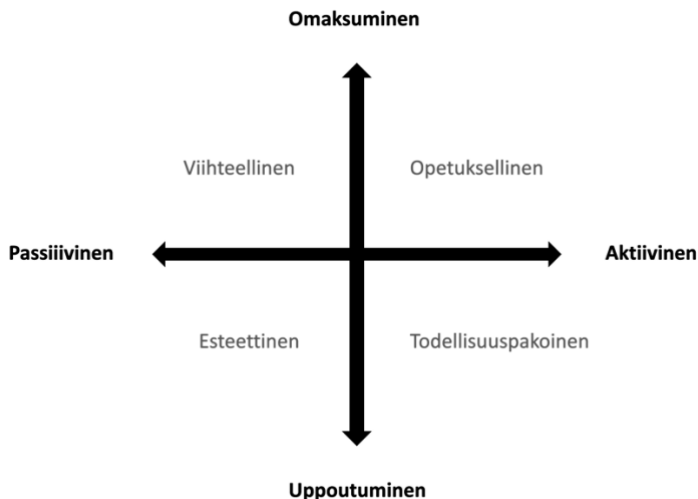 Omaksuminen
Viihteellinen
Opetuksellinen
Passiiivinen
Aktiivinen
Esteettinen
Todellisuuspakoinen
Uppoutuminen